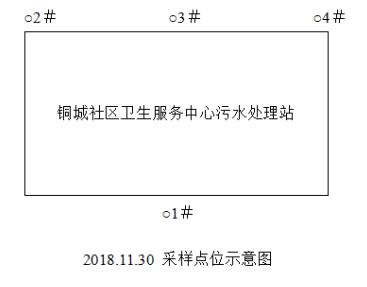 ○2＃ ○3＃ ○4＃
铜城社区卫生服务中心污水处理站
○1＃
2018.11.30 采样点位示意图